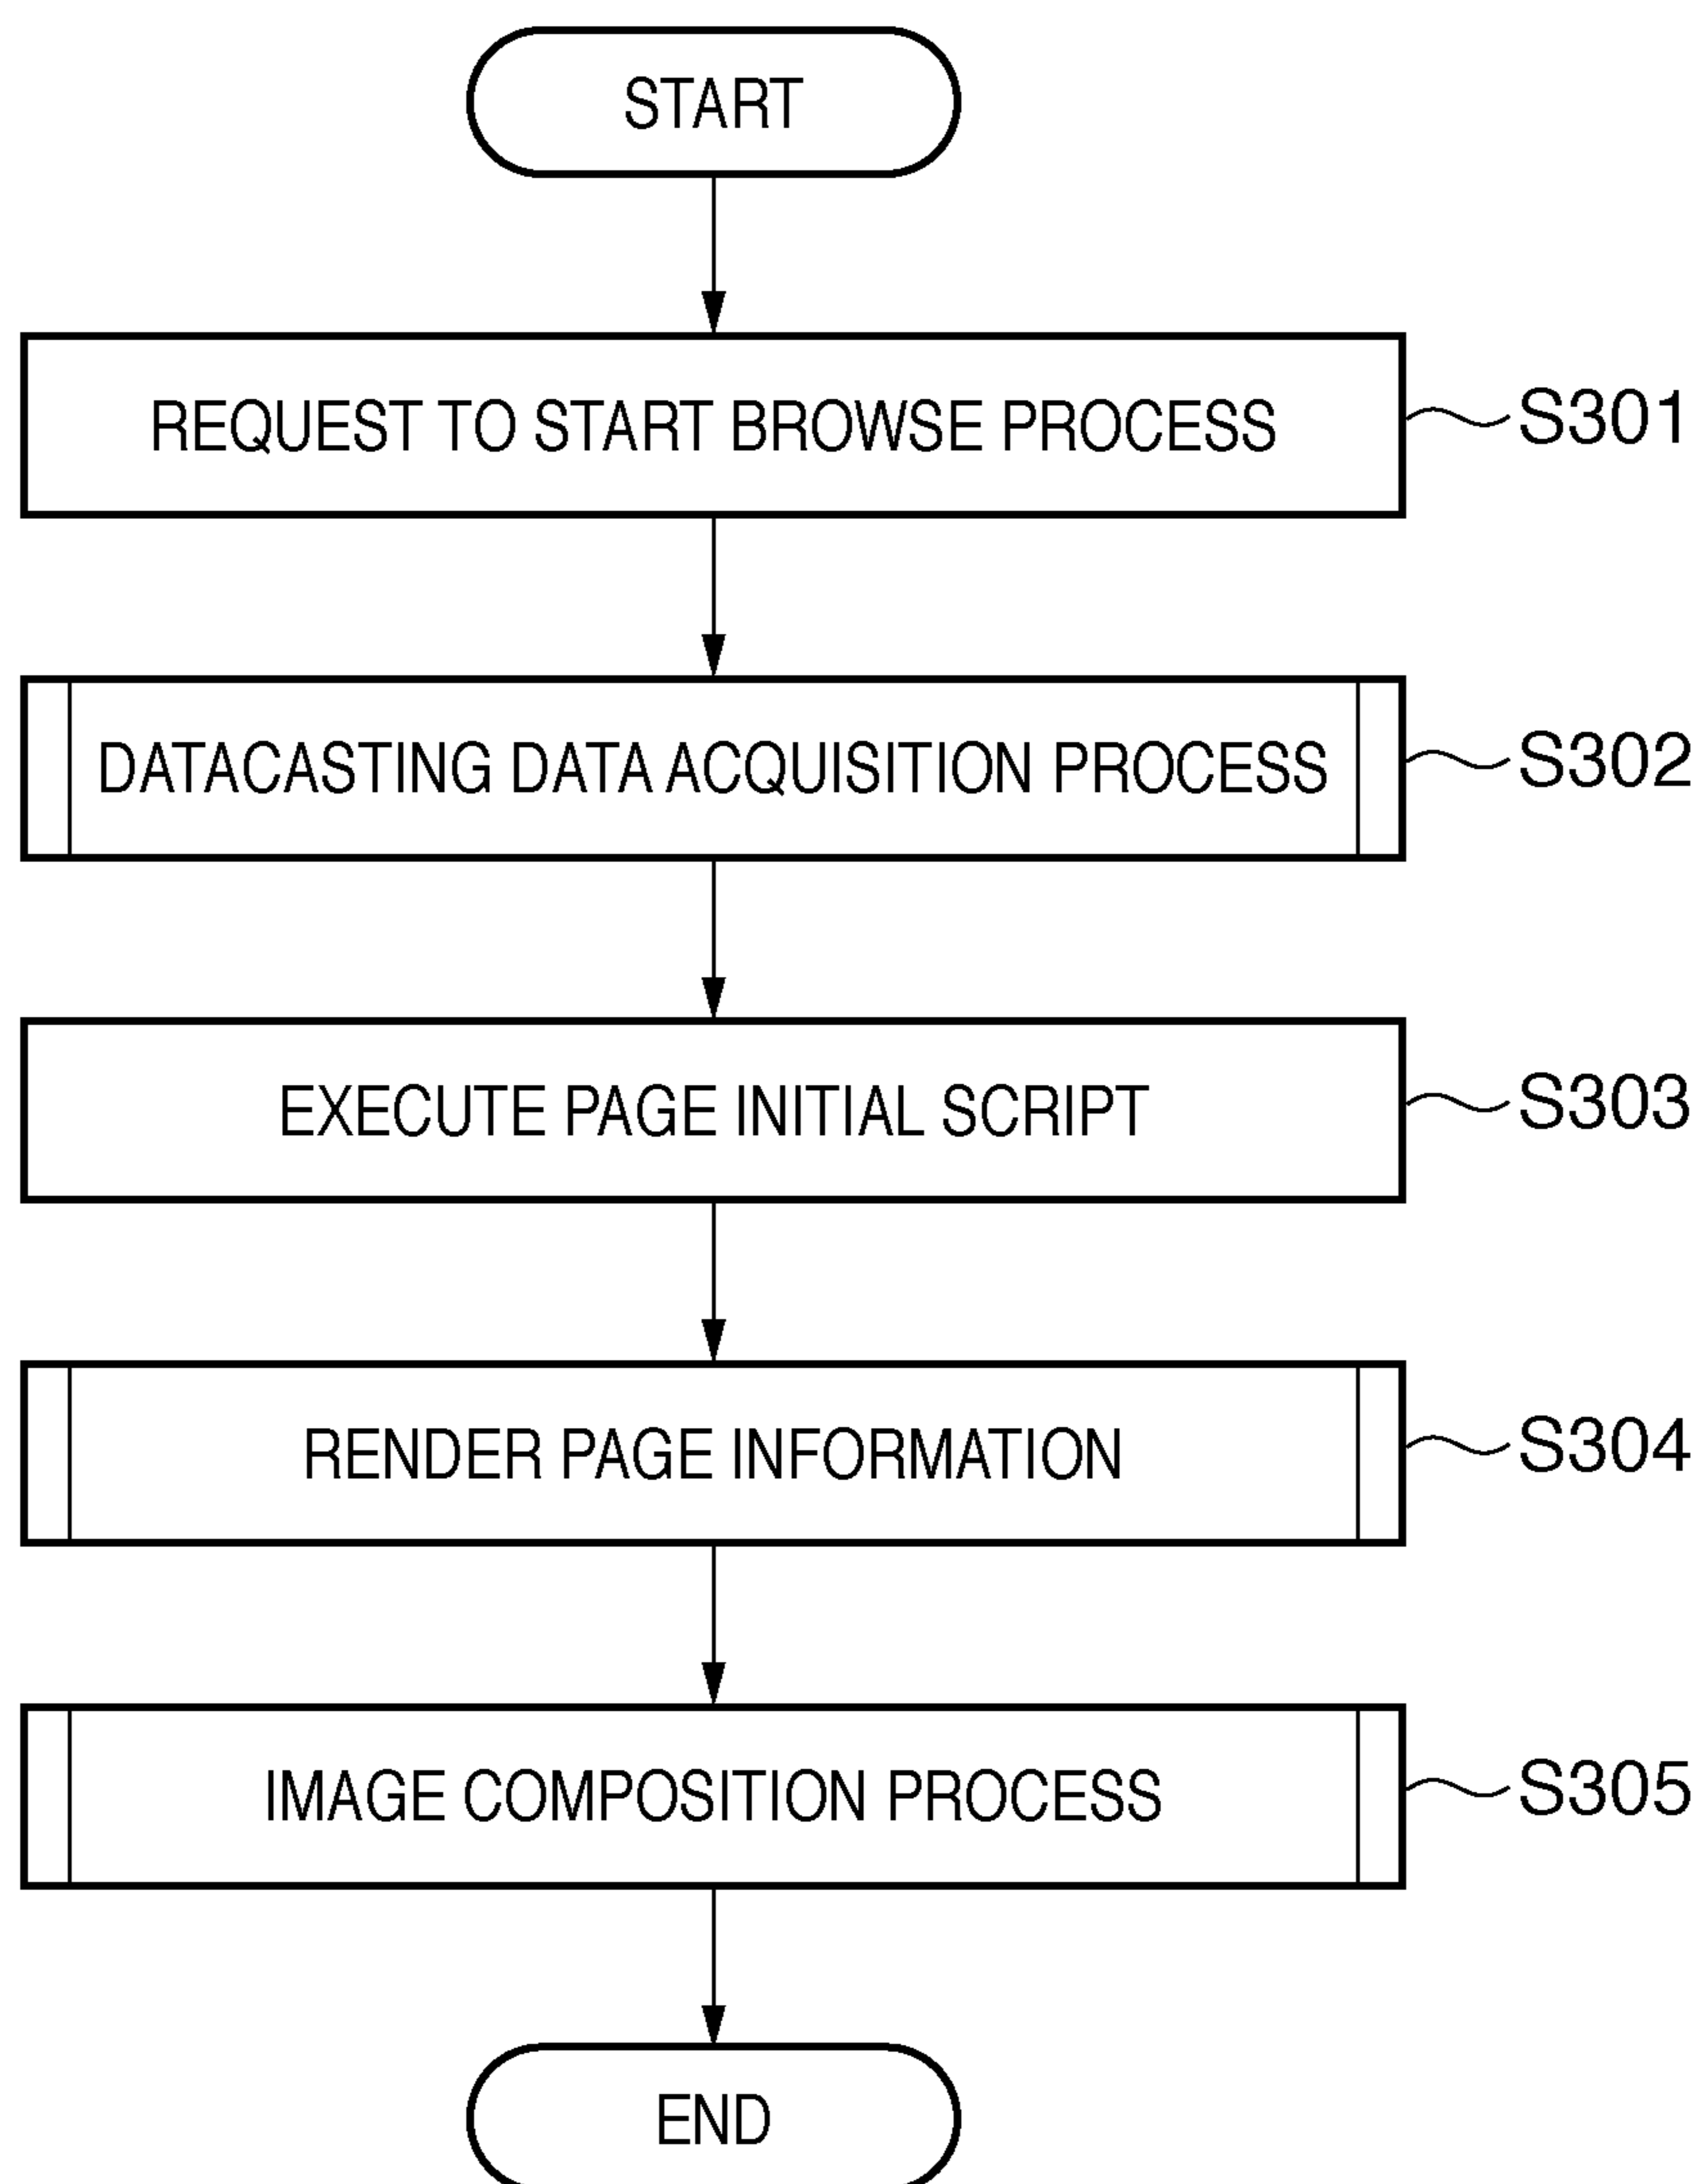 START
REQUEST TO START BROWSE PROCESS
S301
DATACASTING DATA ACQUISITION PROCESS
S302
EXECUTE PAGE INITIAL SCRIPT
S303
RENDER PAGE INFORMATION
S304
IMAGE COMPOSITION PROCESS
S305
END